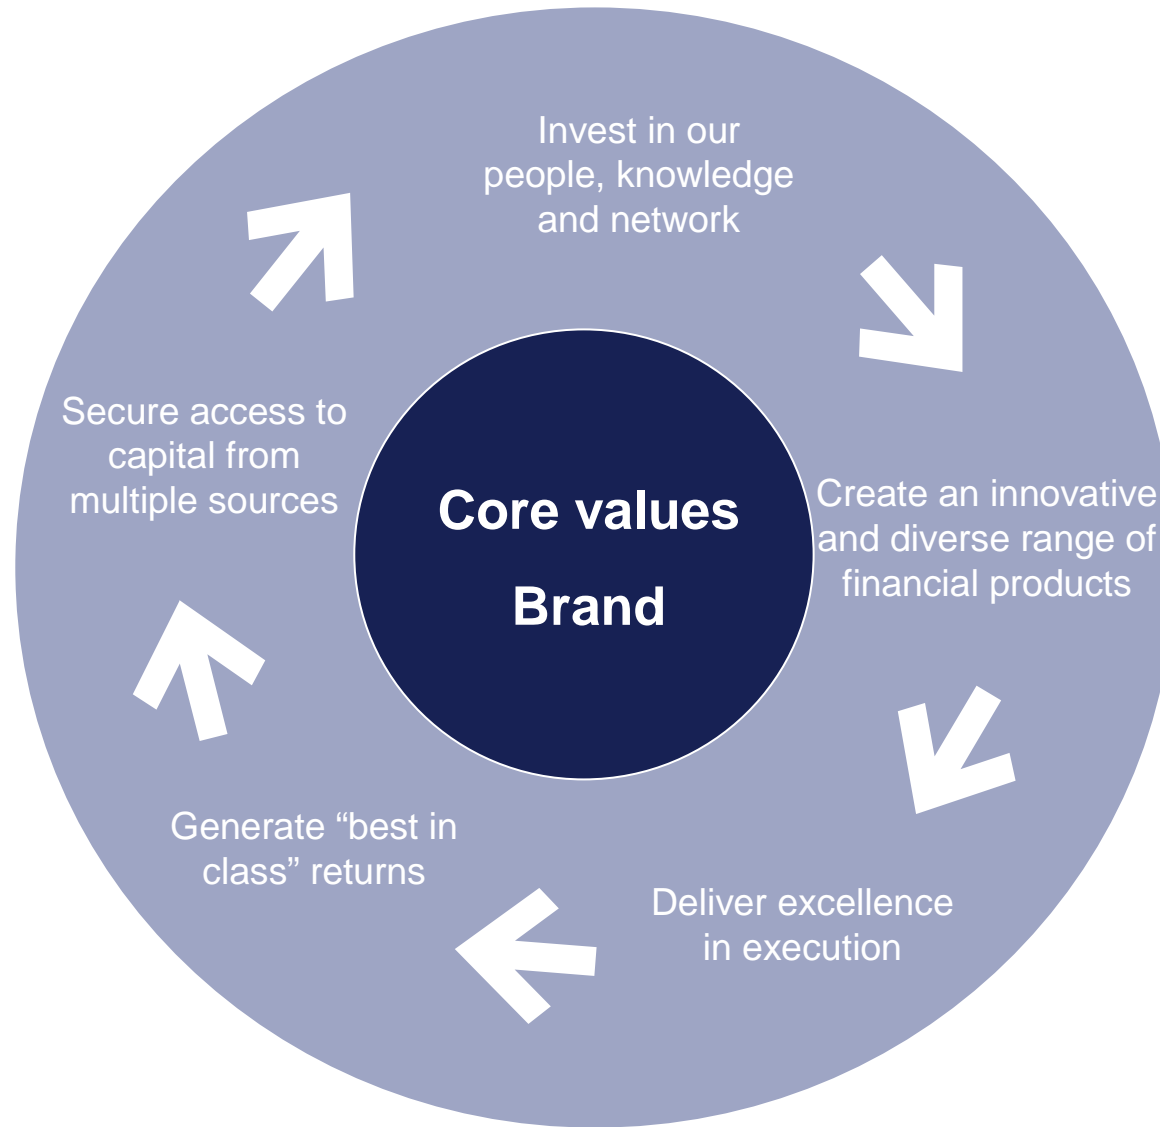 Invest in our
people, knowledge
and network
Create an innovative
and diverse range of
financial products
Deliver excellence
in execution
Generate “best in
class” returns
Secure access to
capital from
multiple sources
Core values
Brand